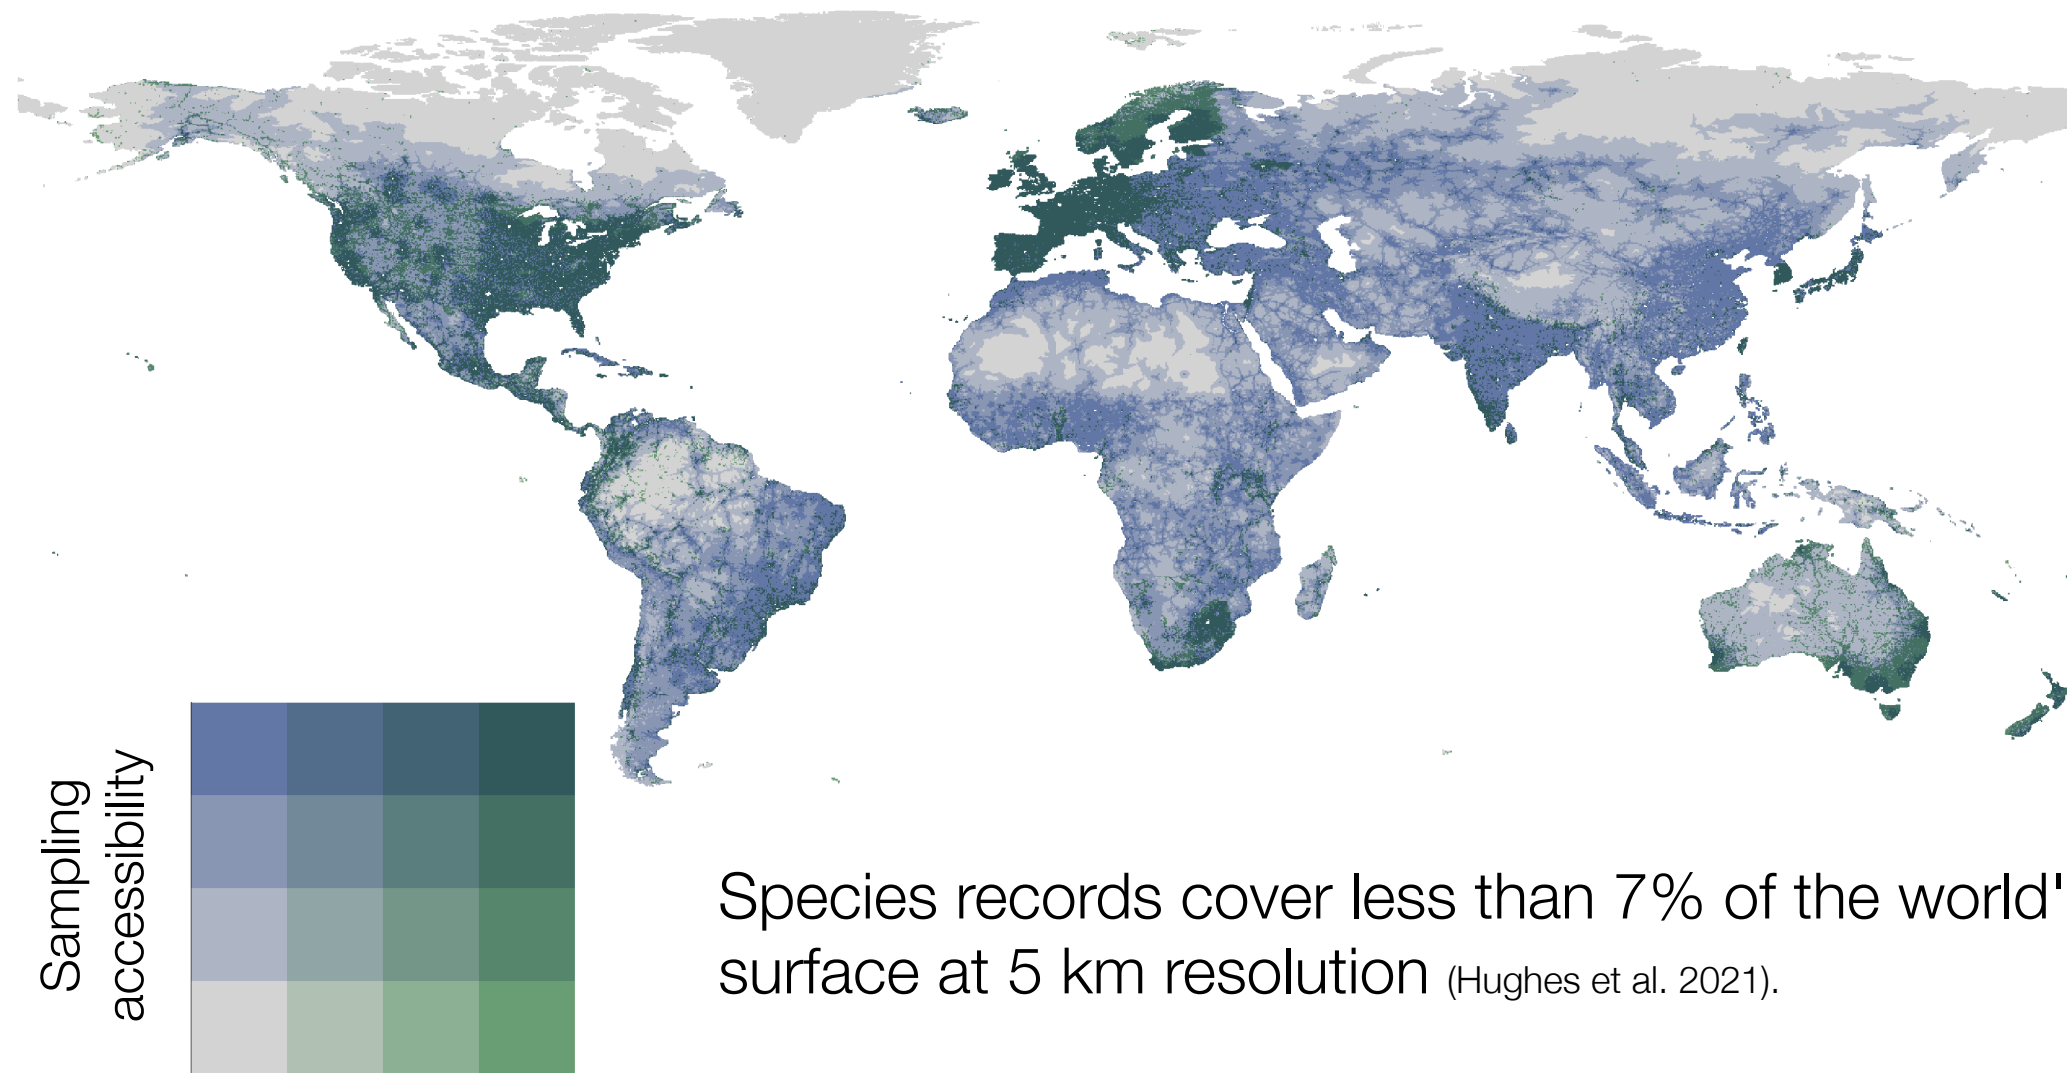 Sampling
accessibility
Species records cover less than 7% of the world'
surface at 5 km resolution (Hughes et al. 2021).